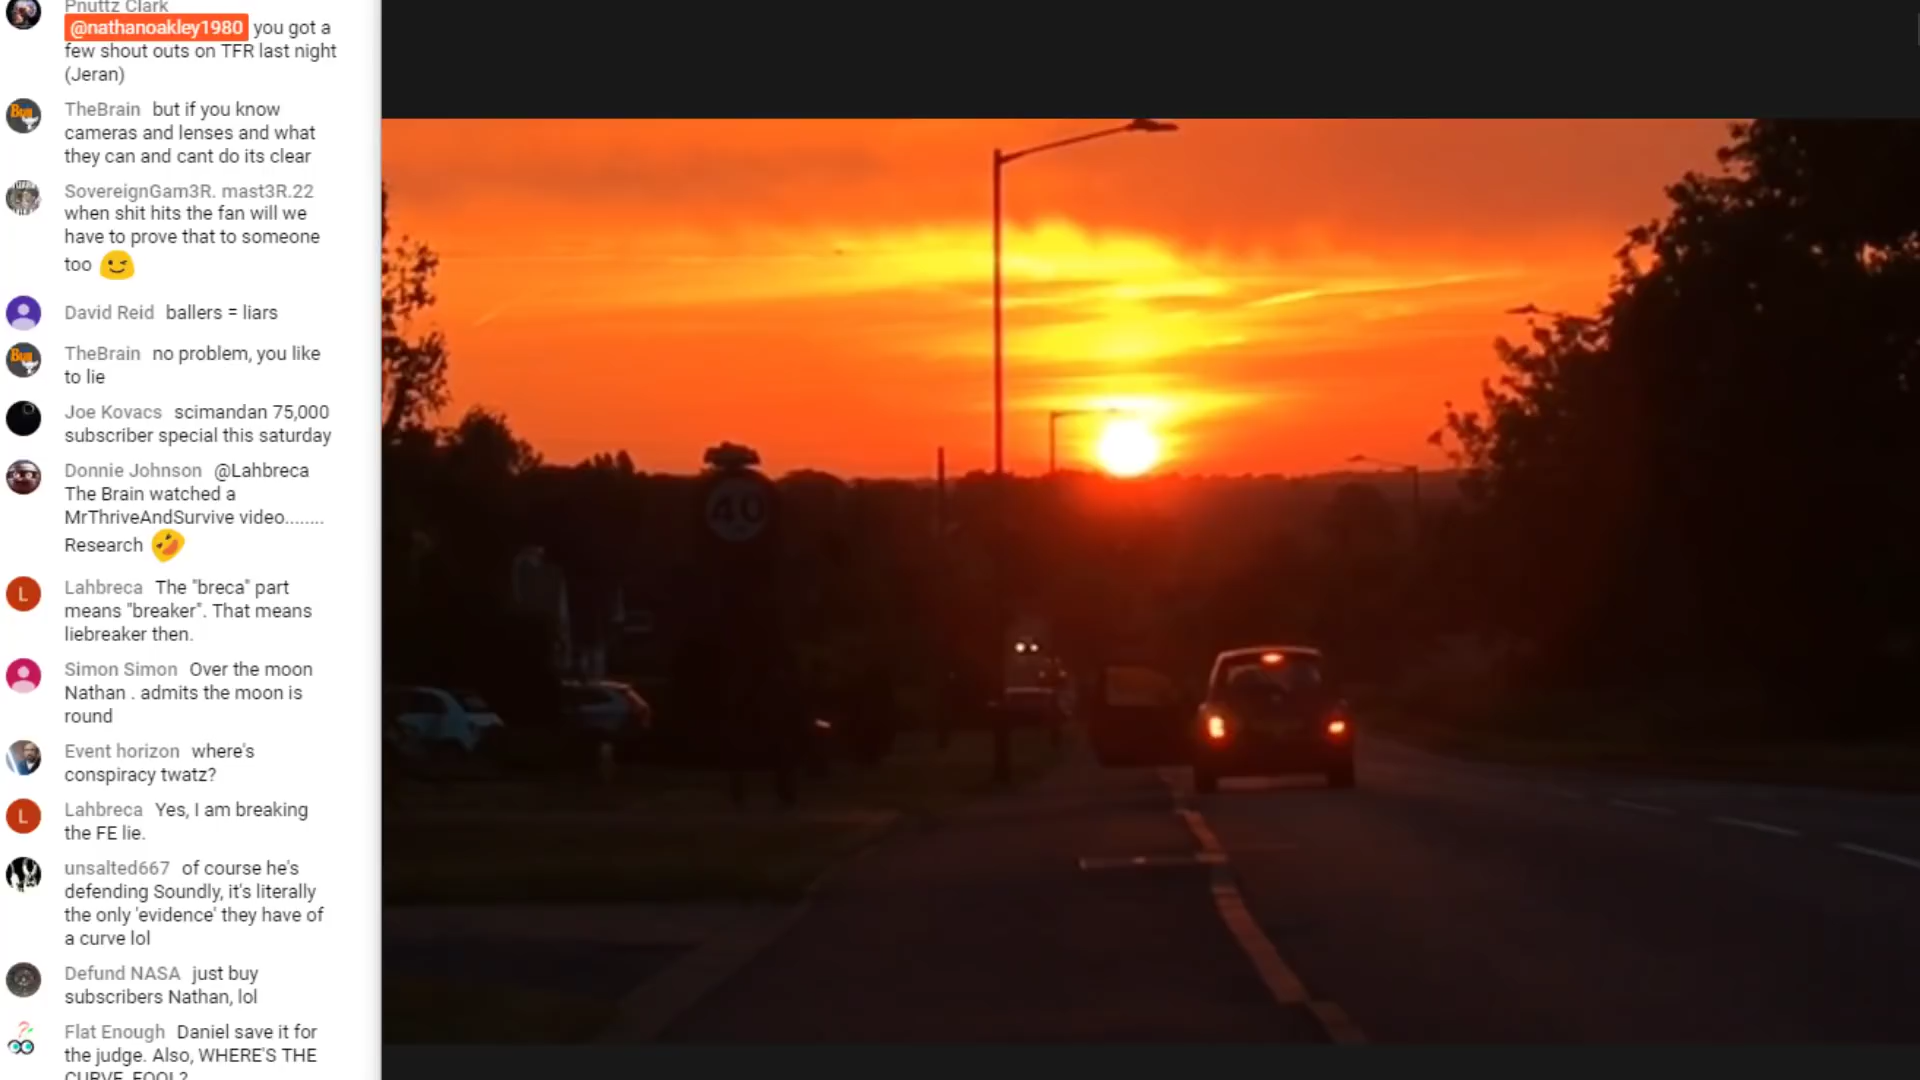 Pnuttz Clark
@nathanoakley1980 you got a
few shout outs on TFR last night
(Jeran)
TheBrain but if you know
cameras and lenses and what
they can and cant do its clear
SovereignGam3R. mast3R.22
when shit hits the fan will we
have to prove that to someone
too
David Reid ballers = liars
TheBrain no problem, you like
to lie
Joe Kovacs scimandan 75,000
subscriber special this saturday
Donnie Johnson @Lahbreca
The Brain watched a
MrThriveAndSurvive video........
Research
L
Lahbreca The "breca" part
means "breaker". That means
liebreaker then.
Simon Simon Over the moon
Nathan . admits the moon is
round
Event horizon where's
conspiracy twatz?
L
Lahbreca Yes, I am breaking
the FE lie.
unsalted667 of course he's
defending Soundly, it's literally
the only 'evidence' they have of
a curve lol
Defund NASA just buy
subscribers Nathan, lol
Flat Enough Daniel save it for
the judge. Also, WHERE'S THE
CURVE, FOOL?
40